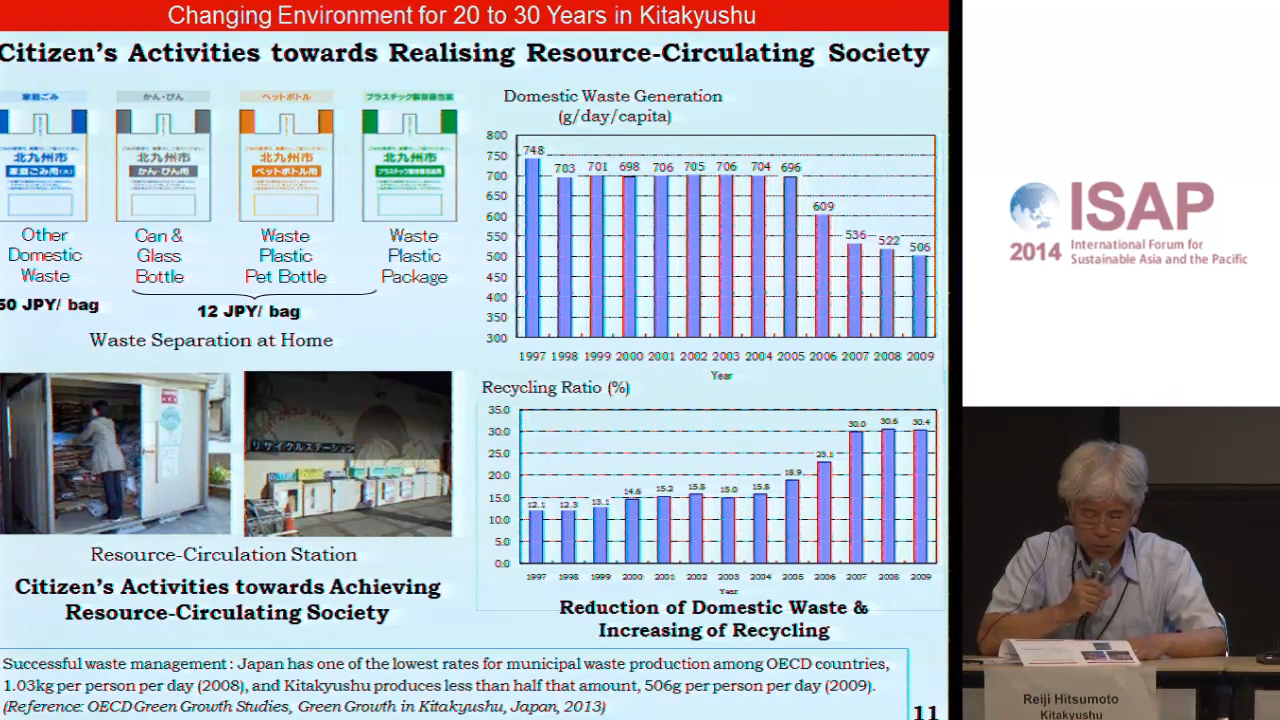 Changing Environment for 20 to 30 Years in Kitakyushu
Citizen's Activities towards Realising Resource-Circulating Society
家庭ごみ
かん・びん
ペットボトル
プラスチック製容器包装
北九州市
家庭ごみ用(大)
北九州市
かん・びん用
北九州市
ペットボトル用
北九州市
プラスチック製容器包装用
Other
Domestic
Waste
Can &
Glass
Bottle
Waste
Plastic
Pet Bottle
Waste
Plastic
Package
50 JPY/ bag
12 JPY/ bag
Waste Separation at Home
リサイクルステーション
Resource-Circulation Station
Citizen's Activities towards Achieving
Resource-Circulating Society
Domestic Waste Generation
(g/day/capita)
800
750
700
650
600
550
500
450
400
350
300
748
703
701
698
706
705
706
704
696
609
536
522
506
1997 1998 1999 2000 2001 2002 2003 2004 2005 2006 2007 2008 2009
Year
Recycling Ratio (%)
35.0
30.0
25.0
20.0
15.0
10.0
5.0
0.0
12.1
12.3
13.1
14.6
15.2
15.8
15.0
15.8
18.9
23.1
30.0
30.6
30.4
1997 1998 1999 2000 2001 2002 2003 2004 2005 2006 2007 2008 2009
Year
Reduction of Domestic Waste &
Increasing of Recycling
Successful waste management : Japan has one of the lowest rates for municipal waste production among OECD countries,
1.03kg per person per day (2008), and Kitakyushu produces less than half that amount, 506g per person per day (2009).
(Reference: OECD Green Growth Studies, Green Growth in Kitakyushu, Japan, 2013)
11
ISAP
2014
International Forum for
Sustainable Asia and the Pacific
Reiji Hitsumoto
Kitakyushu